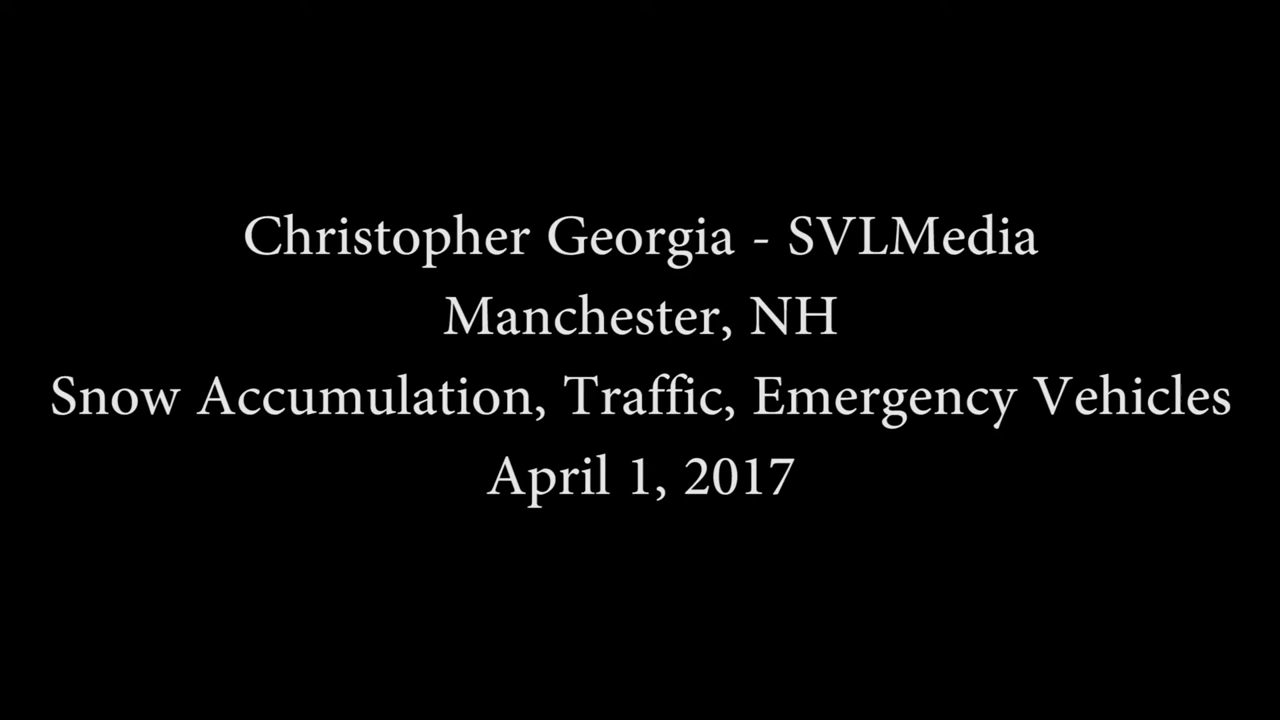 Christopher Georgia - SVLMedia
Manchester, NH
Snow Accumulation, Traffic, Emergency Vehicles
April 1, 2017